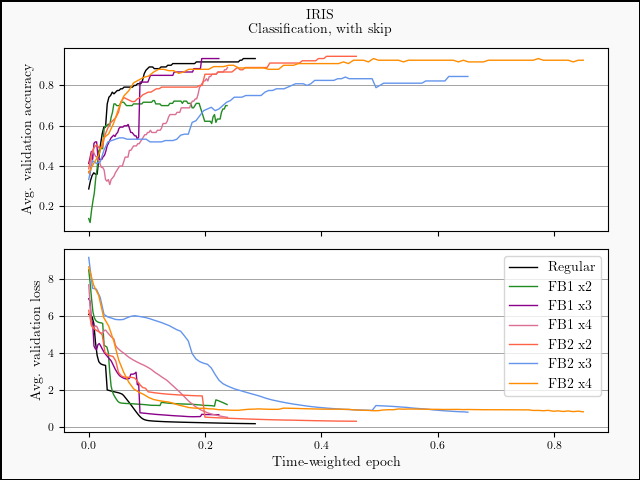 IRIS
Classification, with skip
Avg. validation accuracy
0.8
0.6
0.4
0.2
Avg. validation loss
8
6
4
2
0
Regular
FB1 x2
FB1 x3
FB1 x4
FB2 x2
FB2 x3
FB2 x4
0.0
0.2
0.4
0.6
0.8
Time-weighted epoch